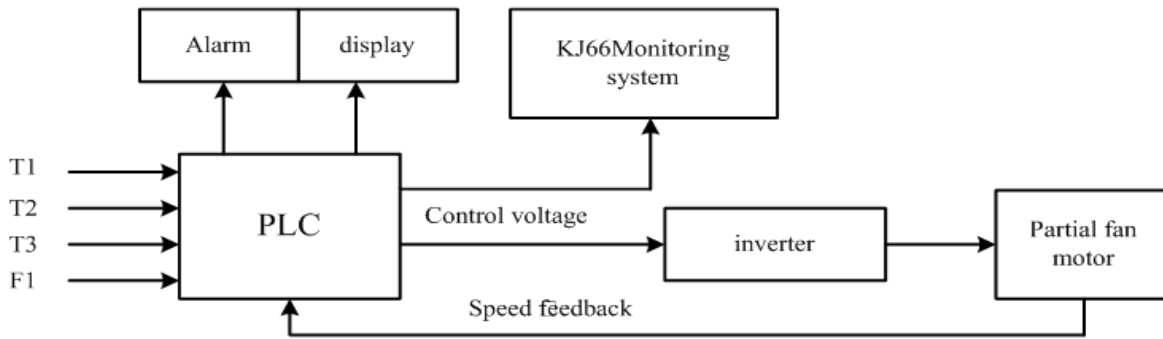 Alarm
display
KJ66Monitoring
system
T1
T2
T3
F1
PLC
Control voltage
inverter
Partial fan
motor
Speed feedback